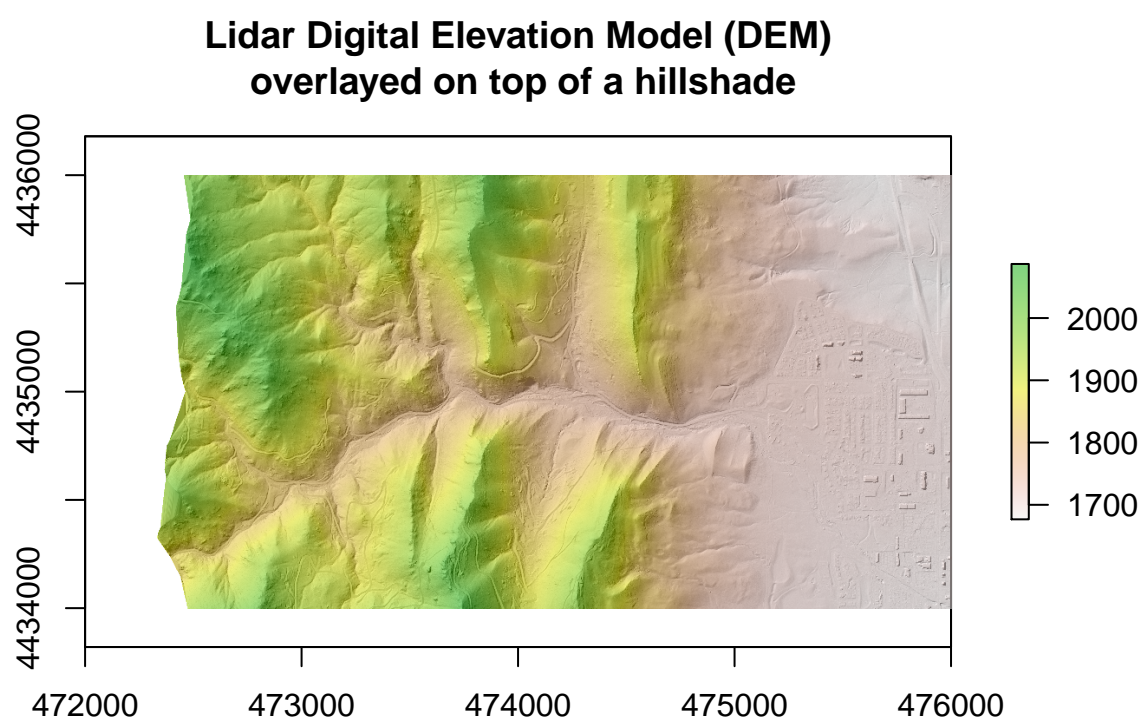 Lidar Digital Elevation Model (DEM)
overlayed on top of a hillshade
4436000
4435000
4434000
472000 473000 474000 475000 476000
2000
1900
1800
1700